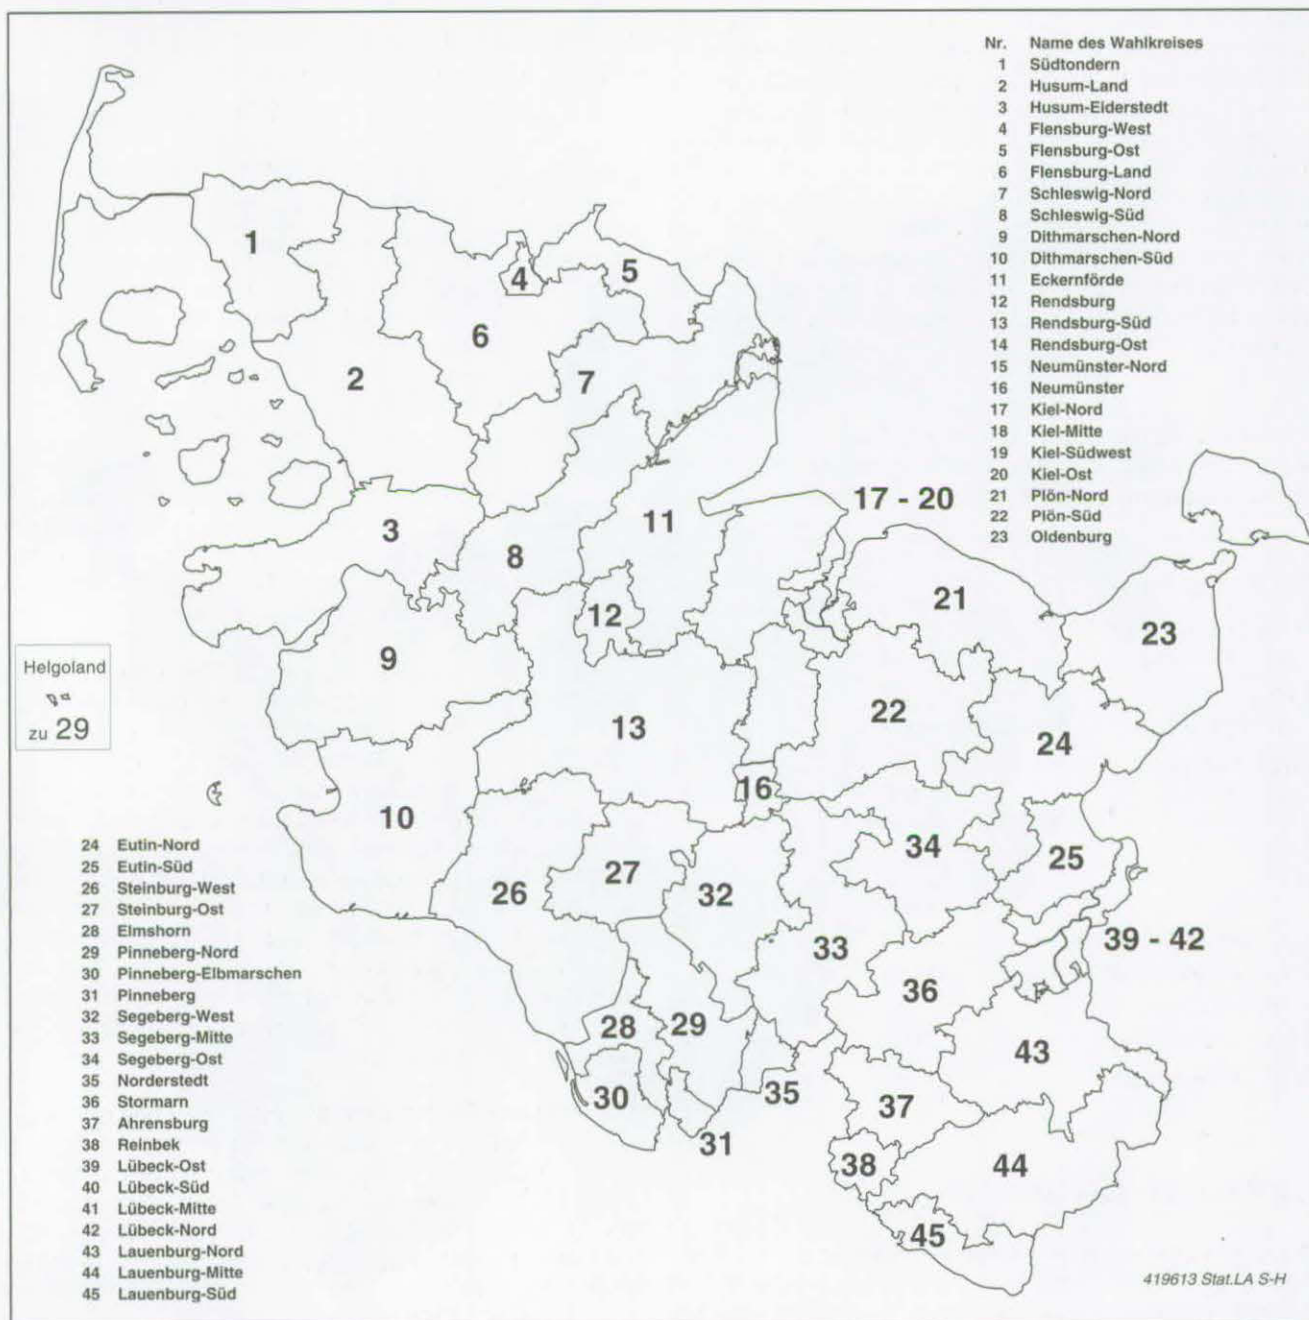 Nr. Name des Wahlkreises
1 Südtondern
2 Husum-Land
3 Husum-Eiderstedt
4 Flensburg-West
5 Flensburg-Ost
6 Flensburg-Land
7 Schleswig-Nord
8 Schleswig-Süd
9 Dithmarschen-Nord
10 Dithmarschen-Süd
11 Eckernförde
12 Rendsburg
13 Rendsburg-Süd
14 Rendsburg-Ost
15 Neumünster-Nord
16 Neumünster
17 Kiel-Nord
18 Kiel-Mitte
19 Kiel-Südwest
20 Kiel-Ost
21 Plön-Nord
22 Plön-Süd
23 Oldenburg
1
4
5
6
2
7
17 - 20
3
11
8
21
12
23
9
Helgoland
zu 29
22
13
24
16
10
34
25
27
26
32
39 - 42
33
36
28
29
43
35
30
37
31
38
44
45
24 Eutin-Nord
25 Eutin-Süd
26 Steinburg-West
27 Steinburg-Ost
28 Elmshorn
29 Pinneberg-Nord
30 Pinneberg-Elbmarschen
31 Pinneberg
32 Segeberg-West
33 Segeberg-Mitte
34 Segeberg-Ost
35 Norderstedt
36 Stormarn
37 Ahrensburg
38 Reinbek
39 Lübeck-Ost
40 Lübeck-Süd
41 Lübeck-Mitte
42 Lübeck-Nord
43 Lauenburg-Nord
44 Lauenburg-Mitte
45 Lauenburg-Süd
419613 Stat.LA S-H